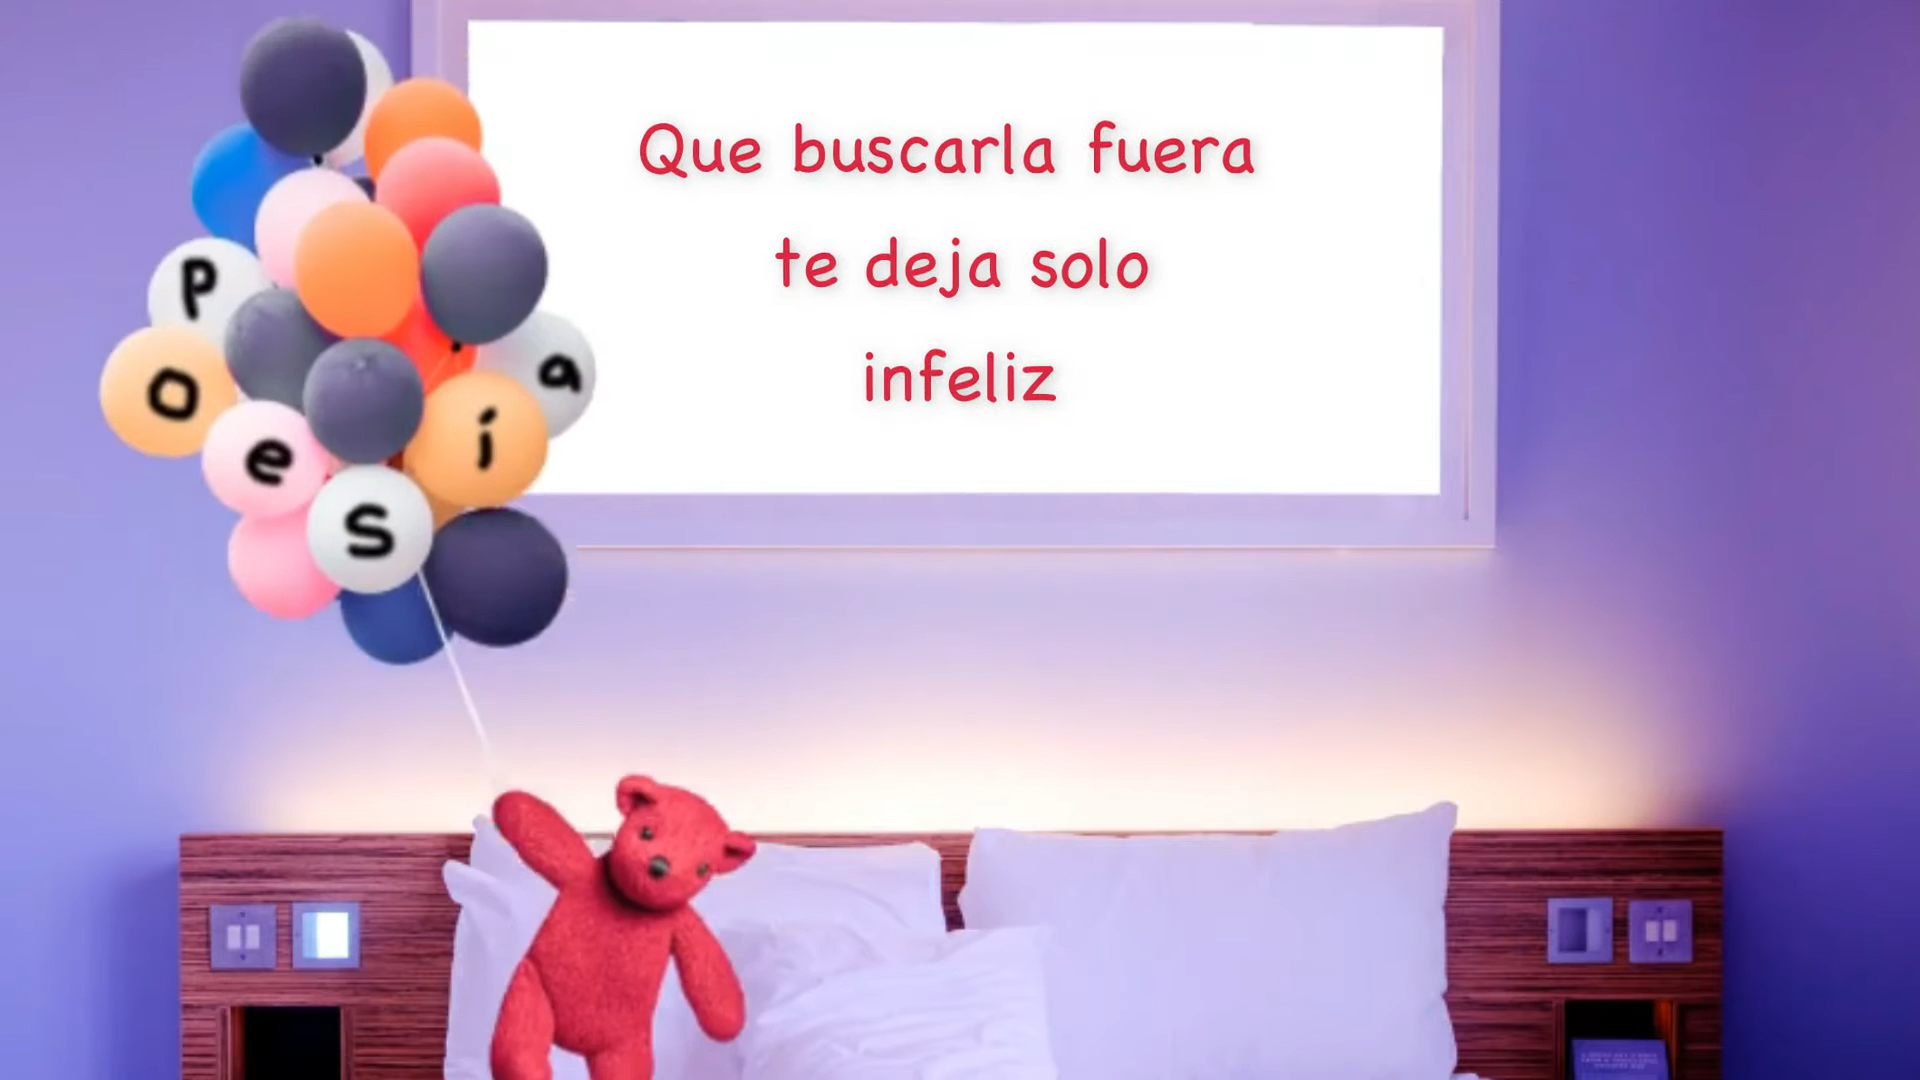 Que buscarla fuera
te deja solo
infeliz
Poesía